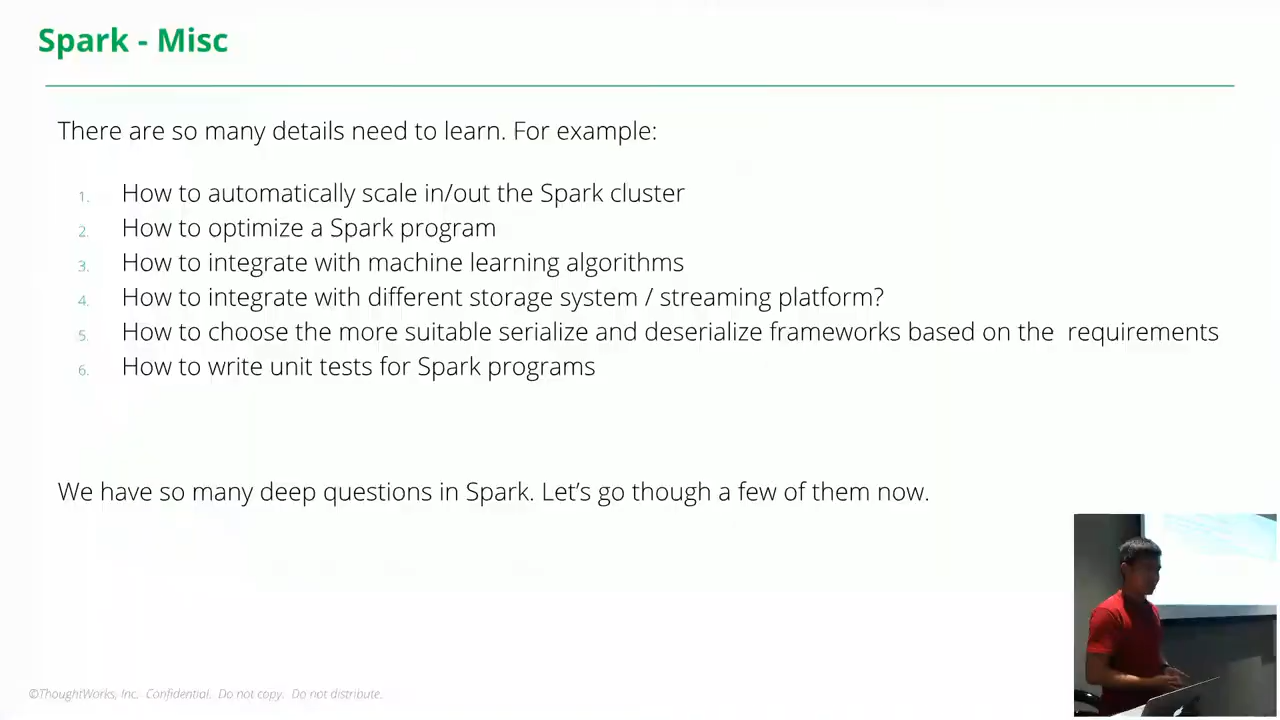 Spark - Misc
There are so many details need to learn. For example:
1. How to automatically scale in/out the Spark cluster
2. How to optimize a Spark program
3. How to integrate with machine learning algorithms
4. How to integrate with different storage system / streaming platform?
5. How to choose the more suitable serialize and deserialize frameworks based on the  requirements
6. How to write unit tests for Spark programs
We have so many deep questions in Spark. Let’s go though a few of them now.
©ThoughtWorks, Inc. Confidential. Do not copy. Do not distribute.